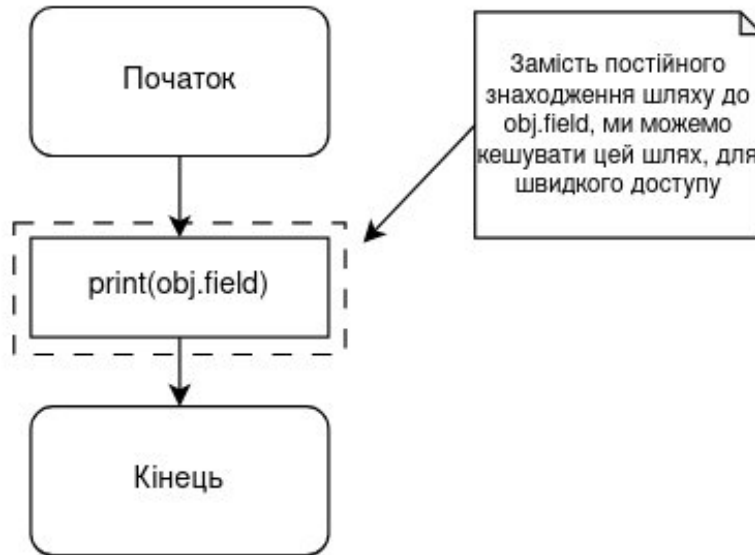 Початок
Замість постійного
знаходження шляху до
obj.field, ми можемо
кешувати цей шлях, для
швидкого доступу
print(obj.field)
Кінець